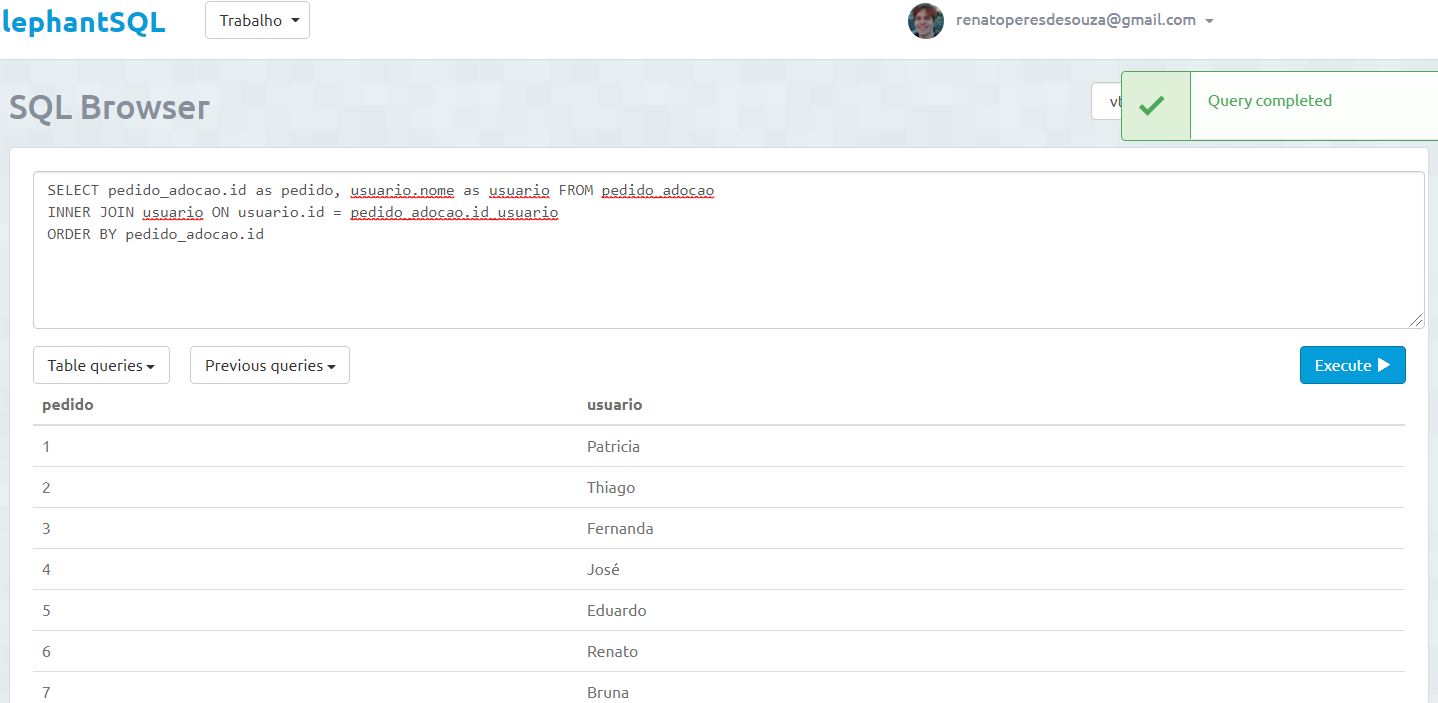 lephantSQL
Trabalho
renatoperesdesouza@gmail.com
SQL Browser
Query completed
SELECT pedido_adocao.id as pedido, usuario.nome as usuario FROM pedido_adocao
INNER JOIN usuario ON usuario.id = pedido_adocao.id_usuario
ORDER BY pedido_adocao.id
Table queries
Previous queries
Execute
pedido usuario
1 Patricia
2 Thiago
3 Fernanda
4 José
5 Eduardo
6 Renato
7 Bruna